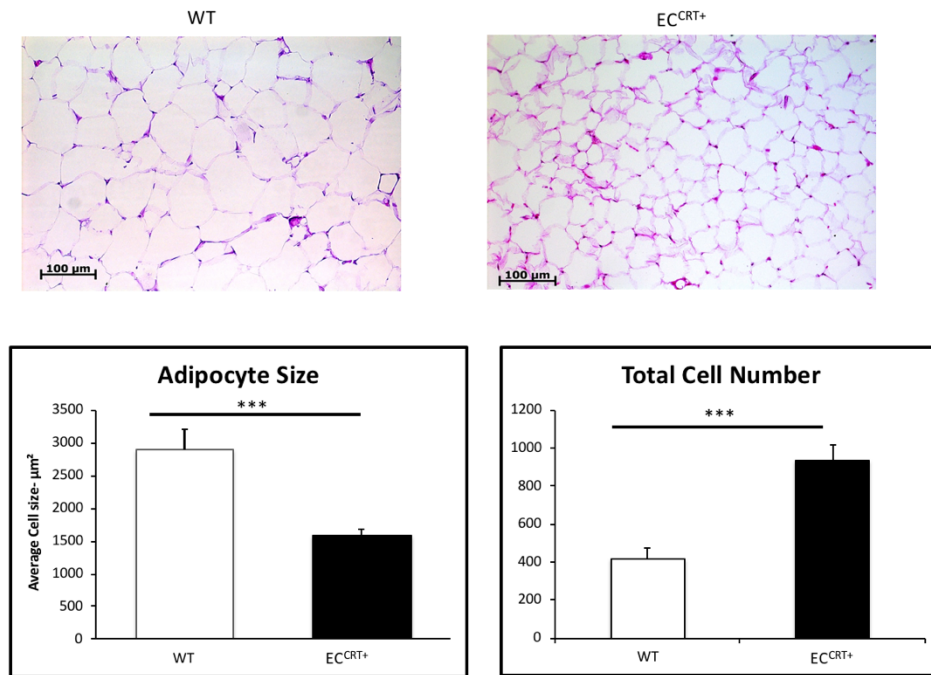 WT
EC^CRT+
100 µm
100 µm
Adipocyte Size
***
3500
3000
2500
2000
1500
1000
500
0
Average Cell size- µm²
WT
EC^CRT+
Total Cell Number
***
1200
1000
800
600
400
200
0
WT
EC^CRT+